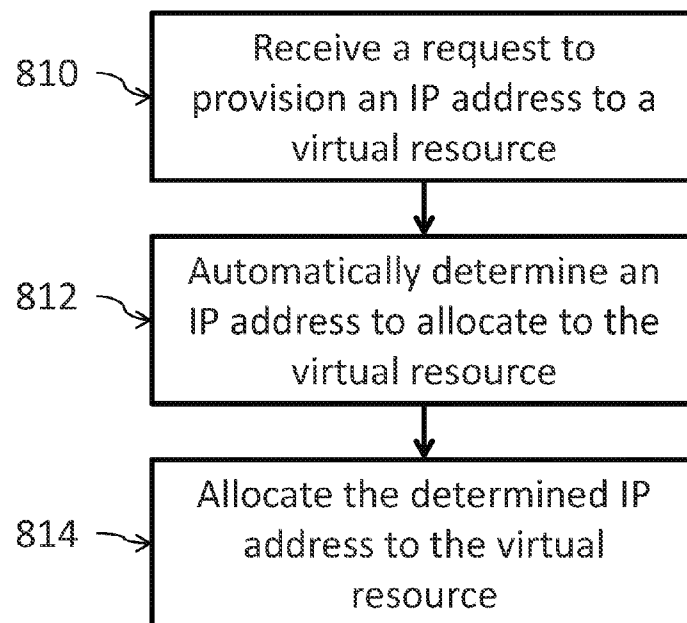 810
Receive a request to
provision an IP address to a
virtual resource
812
Automatically determine an
IP address to allocate to the
virtual resource
814
Allocate the determined IP
address to the virtual
resource